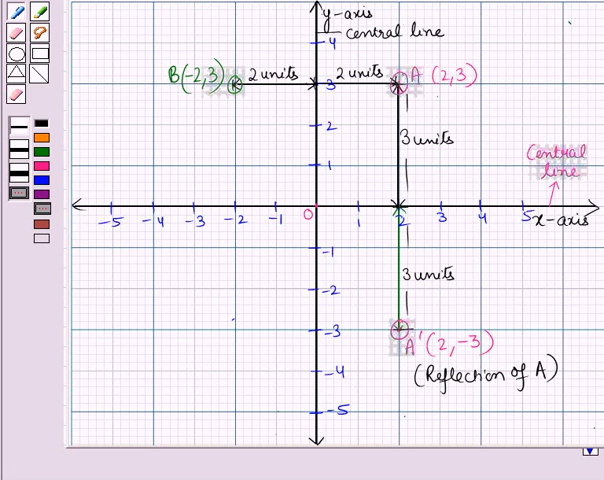 y-axis
central line
4
B(-2,3) 2 units 2 units A (2,3)
3
2
3 units
1
Central
line
-5 -4 -3 -2 -1 0 1 2 3 4 5 x-axis
-1
-2
3 units
-3
A' (2,-3)
-4
(Reflection of A)
-5